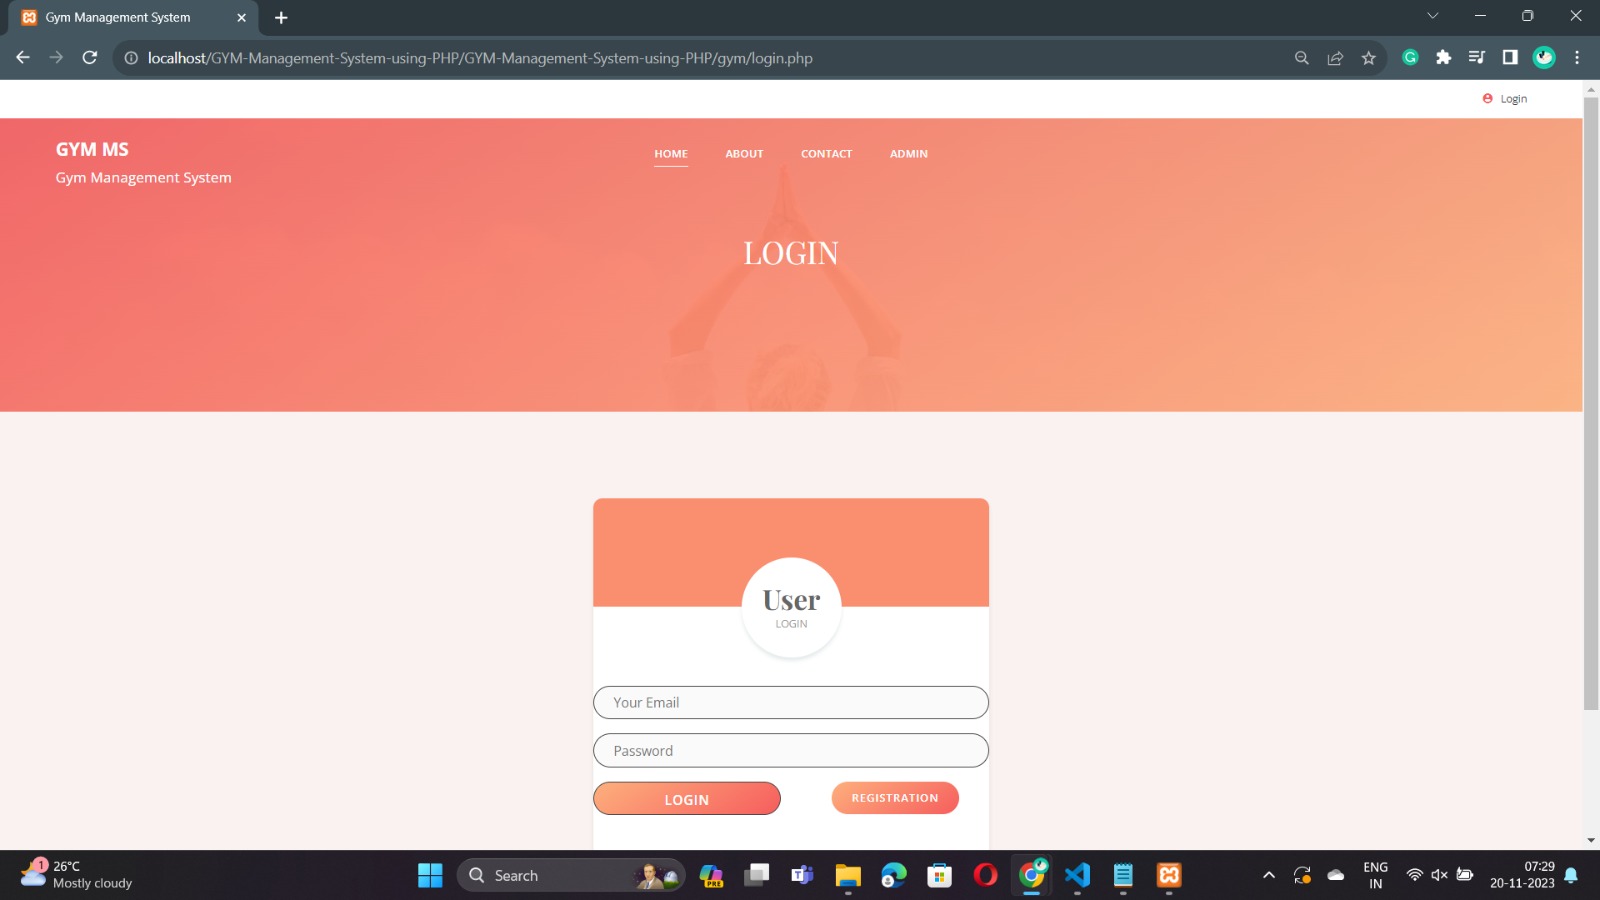 Gym Management System
localhost/GYM-Management-System-using-PHP/GYM-Management-System-using-PHP/gym/login.php
Login
GYM MS
Gym Management System
HOME
ABOUT
CONTACT
ADMIN
LOGIN
User
LOGIN
Your Email
Password
LOGIN
REGISTRATION
1
26°C
Mostly cloudy
Search
PRE
ENG
IN
07:29
20-11-2023